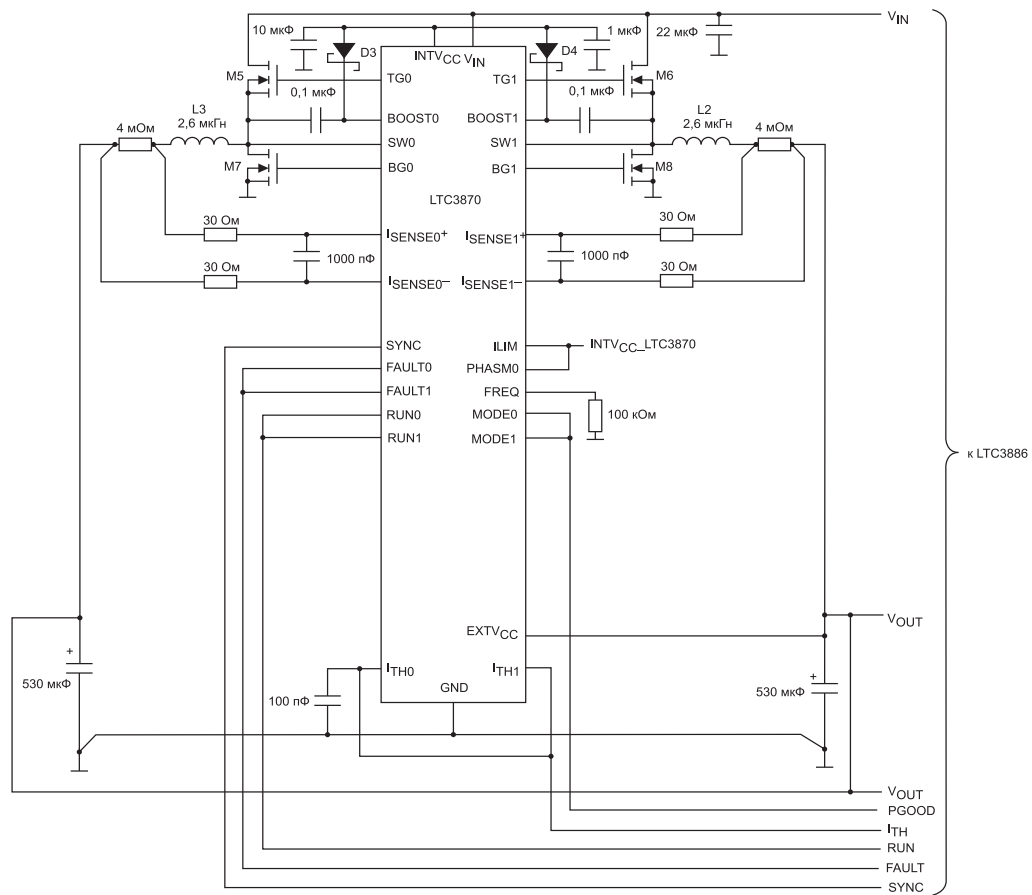 V_IN
10 мкФ
D3
D4
1 мкФ
22 мкФ
INTV_CC V_IN
M5
TG0
TG1
M6
0,1 мкФ
0,1 мкФ
L3
2,6 мкГн
BOOST0
BOOST1
L2
2,6 мкГн
4 мОм
4 мОм
SW0
SW1
M7
BG0
BG1
M8
LTC3870
30 Ом
30 Ом
I_SENSE0+
I_SENSE1+
1000 пФ
1000 пФ
30 Ом
30 Ом
I_SENSE0–
I_SENSE1–
SYNC
ILIM
INTV_CC_LTC3870
FAULT0
PHASM0
FAULT1
FREQ
RUN0
MODE0
100 кОм
RUN1
MODE1
к LTC3886
V_OUT
EXTV_CC
+
530 мкФ
I_TH0
I_TH1
+
530 мкФ
100 пФ
GND
V_OUT
PGOOD
I_TH
RUN
FAULT
SYNC